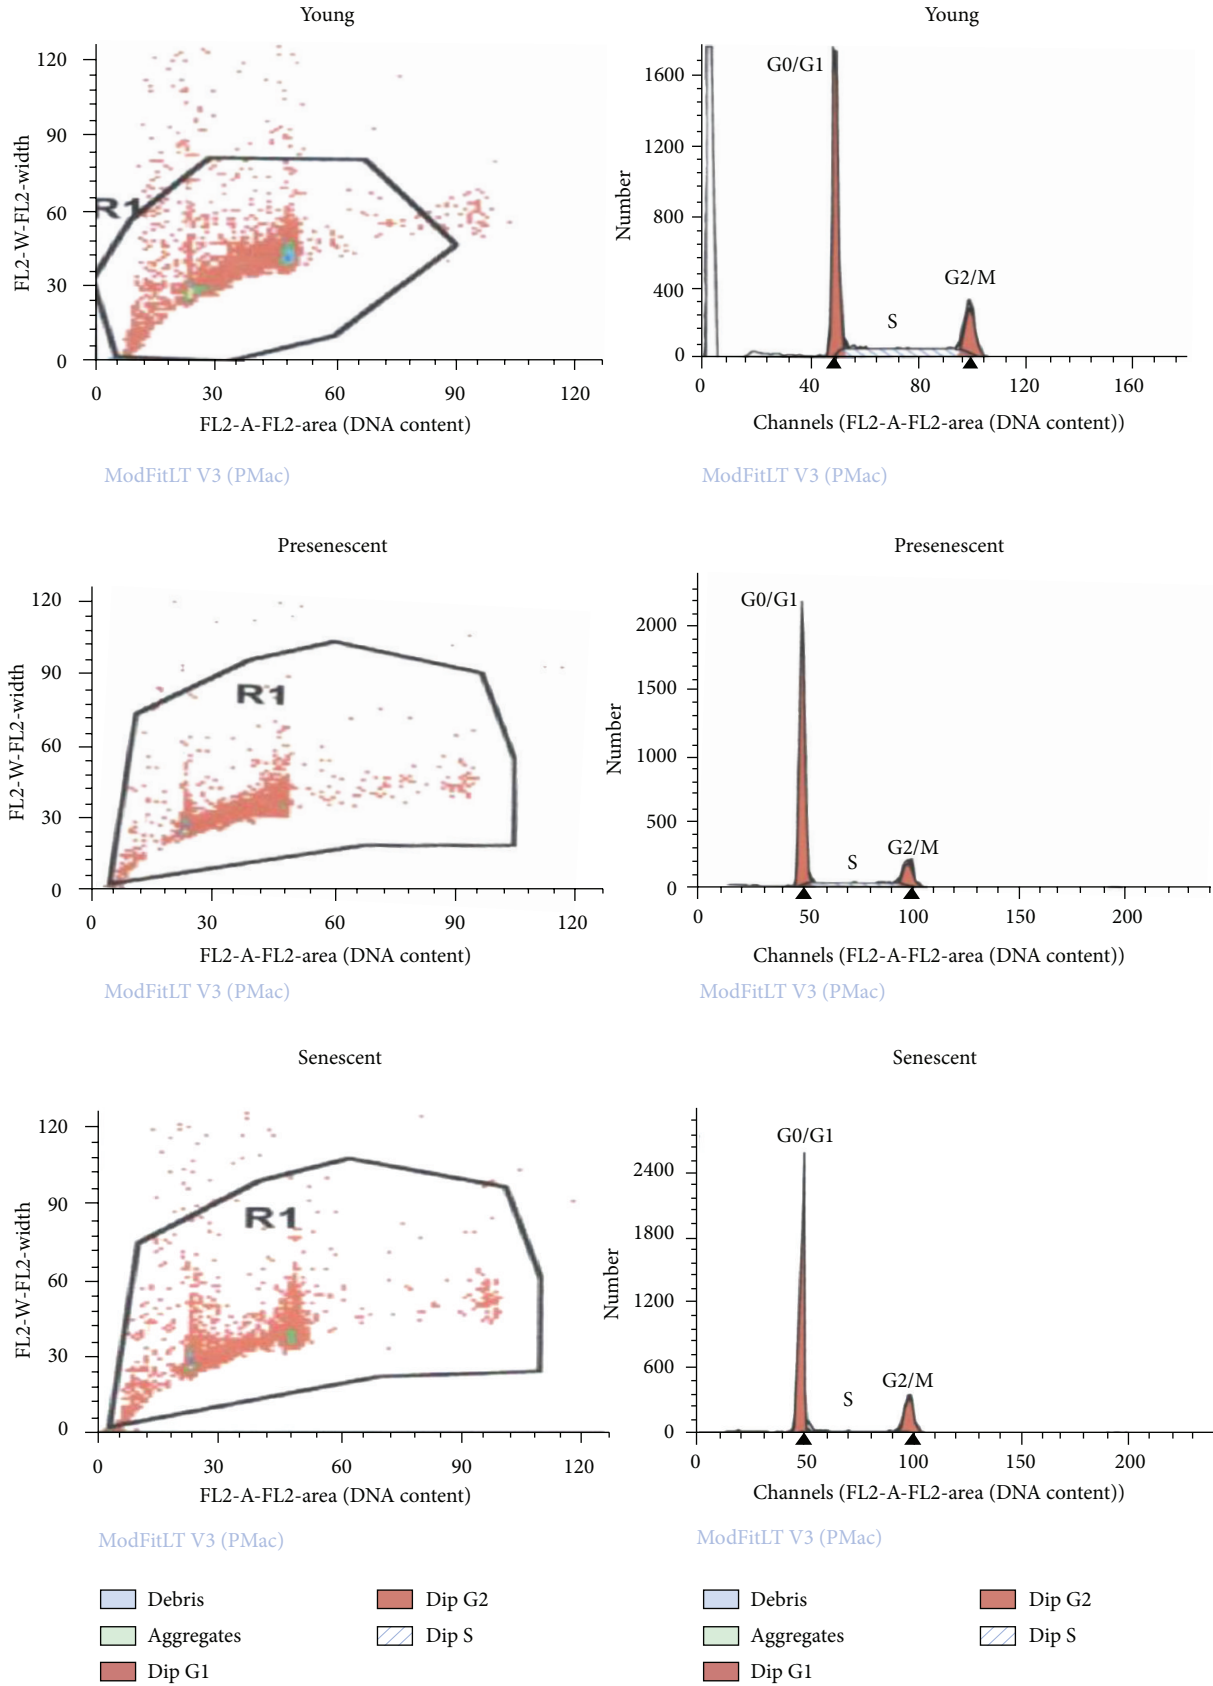 Young
120
90
60
30
0
R1
FL2-W-FL2-width
0 30 60 90 120
FL2-A-FL2-area (DNA content)
ModFitLT V3 (PMac)
Young
1600
1200
800
400
0
Number
G0/G1
S
G2/M
0 40 80 120 160
Channels (FL2-A-FL2-area (DNA content))
ModFitLT V3 (PMac)
Presenescent
120
90
60
30
0
R1
FL2-W-FL2-width
0 30 60 90 120
FL2-A-FL2-area (DNA content)
ModFitLT V3 (PMac)
Presenescent
2000
1500
1000
500
0
Number
G0/G1
S
G2/M
0 50 100 150 200
Channels (FL2-A-FL2-area (DNA content))
ModFitLT V3 (PMac)
Senescent
120
90
60
30
0
R1
FL2-W-FL2-width
0 30 60 90 120
FL2-A-FL2-area (DNA content)
ModFitLT V3 (PMac)
Senescent
2400
1800
1200
600
0
Number
G0/G1
S
G2/M
0 50 100 150 200
Channels (FL2-A-FL2-area (DNA content))
ModFitLT V3 (PMac)
Debris
Aggregates
Dip G1
Dip G2
Dip S
Debris
Aggregates
Dip G1
Dip G2
Dip S